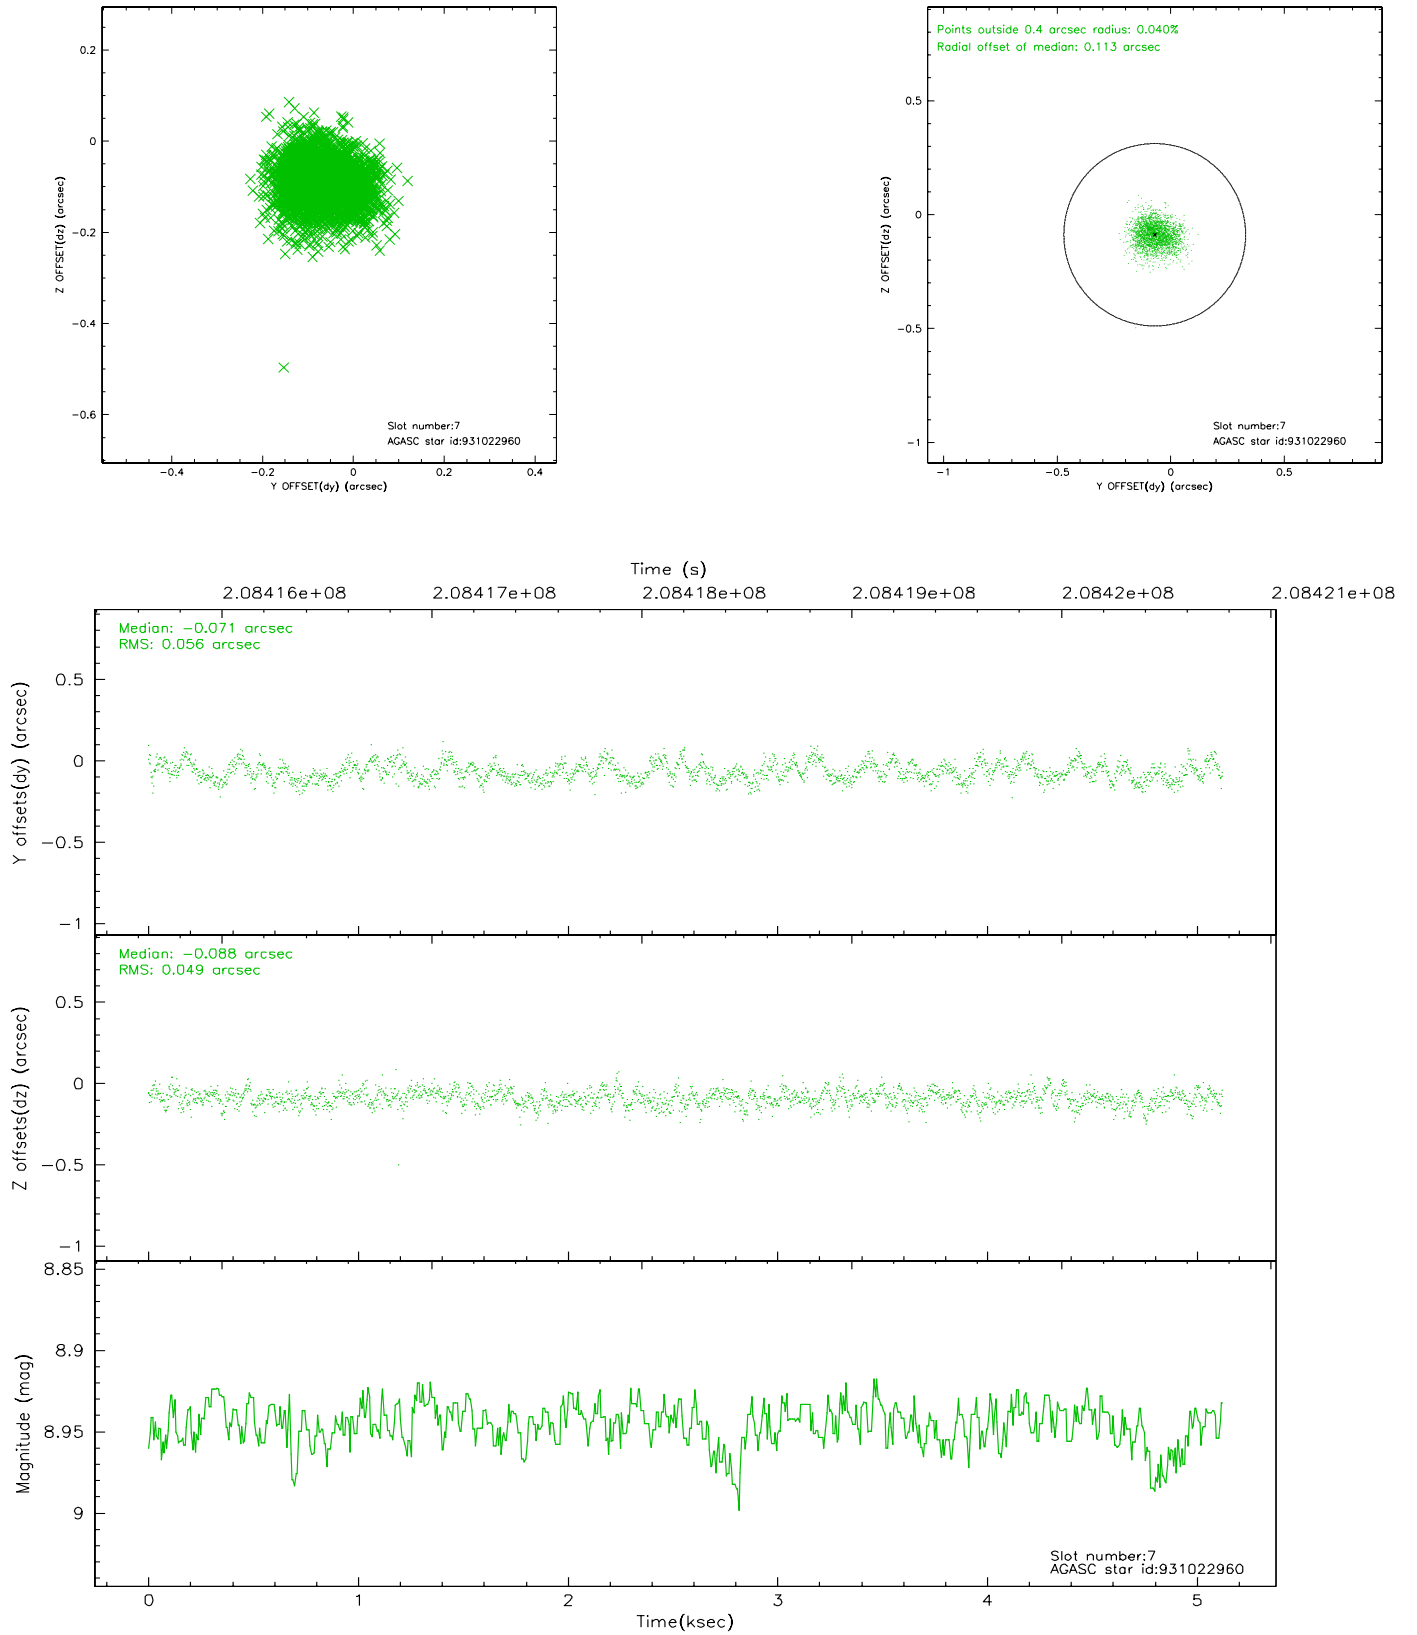 0.2
0
−0.2
−0.4
−0.6
Z OFFSET(dz) (arcsec)
Slot number:7
AGASC star id:931022960
−0.4 −0.2 0 0.2 0.4
Y OFFSET(dy) (arcsec)
Points outside 0.4 arcsec radius: 0.040%
Radial offset of median: 0.113 arcsec
0.5
0
−0.5
−1
Z OFFSET(dz) (arcsec)
Slot number:7
AGASC star id:931022960
−1 −0.5 0 0.5
Y OFFSET(dy) (arcsec)
Time (s)
2.08416e+08 2.08417e+08 2.08418e+08 2.08419e+08 2.0842e+08 2.08421e+08
Median: −0.071 arcsec
RMS: 0.056 arcsec
0.5
0
−0.5
−1
Y offsets(dy) (arcsec)
Median: −0.088 arcsec
RMS: 0.049 arcsec
0.5
0
−0.5
−1
Z offsets(dz) (arcsec)
8.85
8.9
8.95
9
Magnitude (mag)
Slot number:7
AGASC star id:931022960
0 1 2 3 4 5
Time(ksec)